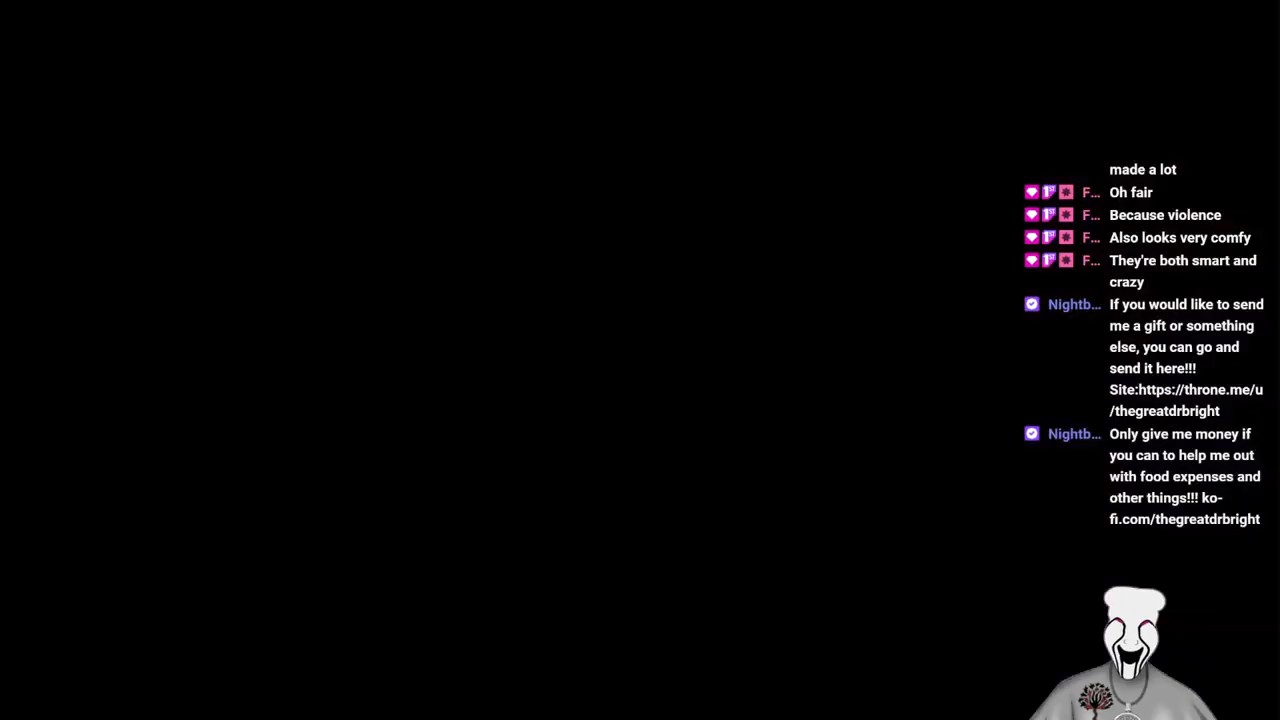 made a lot
F... Oh fair
F... Because violence
F... Also looks very comfy
F... They're both smart and
crazy
Nightb... If you would like to send
me a gift or something
else, you can go and
send it here!!!
Site:https://throne.me/u
/thegreatdrbright
Nightb... Only give me money if
you can to help me out
with food expenses and
other things!!! ko-
fi.com/thegreatdrbright